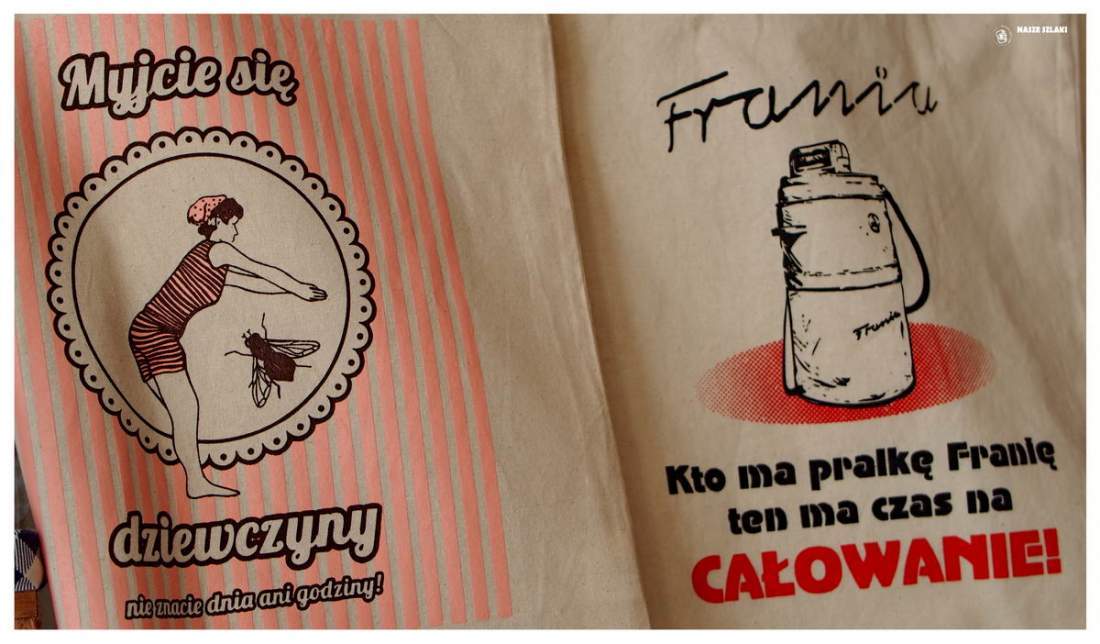 Myjcie się
dziewczyny
nie znacie dnia ani godziny!
NASZE SZLAKI
Frania
Frania
Kto ma pralkę Franię
ten ma czas na
CAŁOWANIE!